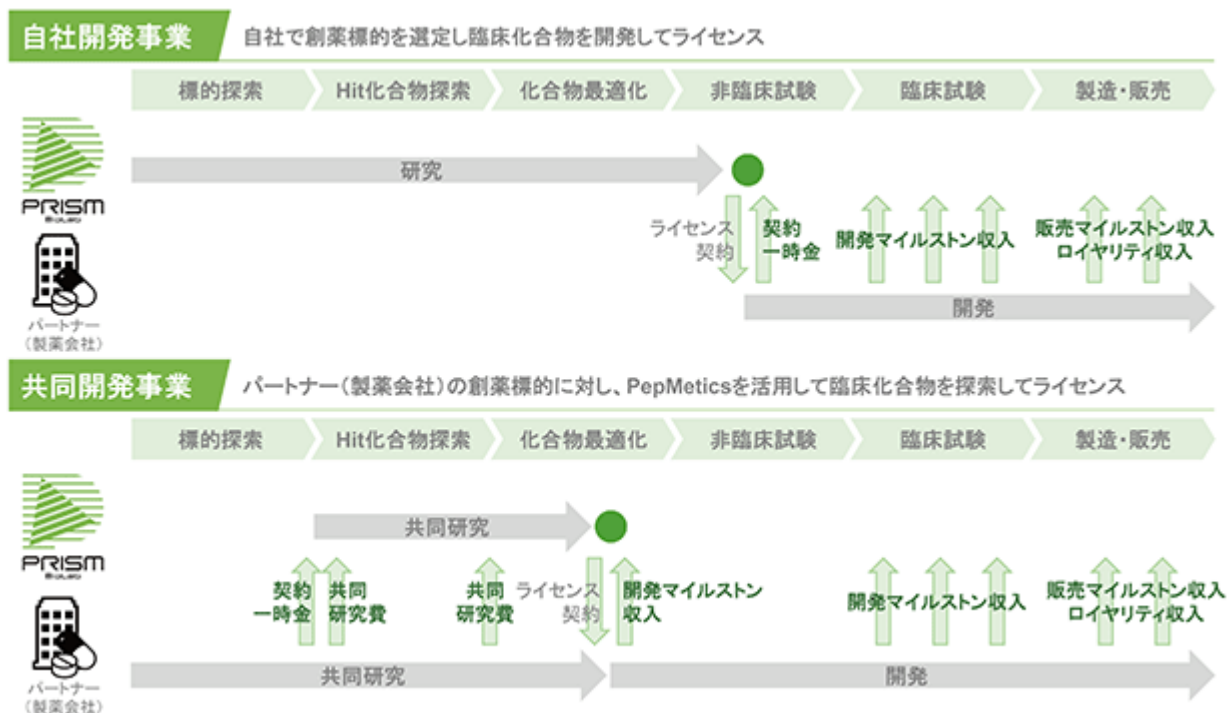 自社開発事業
自社で創薬標的を選定し臨床化合物を開発してライセンス
標的探索
Hit化合物探索
化合物最適化
非臨床試験
臨床試験
製造・販売
PRISM
研究
ライセンス
契約
契約
一時金
開発マイルストン収入
販売マイルストン収入
ロイヤリティ収入
パートナー
(製薬会社)
開発
共同開発事業
パートナー(製薬会社)の創薬標的に対し、PepMeticsを活用して臨床化合物を探索してライセンス
標的探索
Hit化合物探索
化合物最適化
非臨床試験
臨床試験
製造・販売
PRISM
共同研究
契約
一時金
共同
研究費
共同
研究費
ライセンス
契約
開発マイルストン
収入
開発マイルストン収入
販売マイルストン収入
ロイヤリティ収入
パートナー
(製薬会社)
共同研究
開発